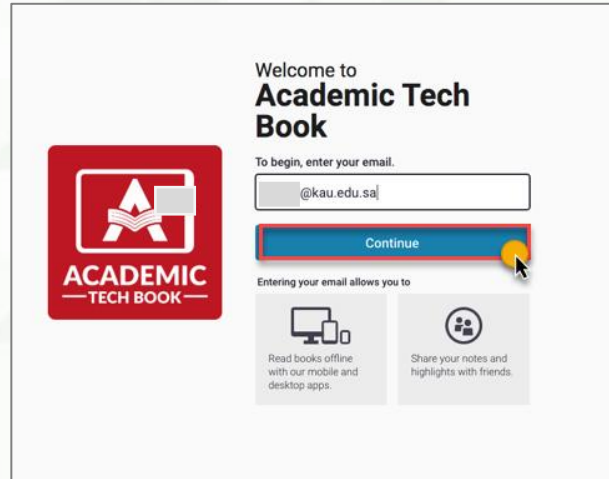 Welcome to
Academic Tech
Book
To begin, enter your email.
@kau.edu.sa
Continue
ACADEMIC
TECH BOOK
Entering your email allows you to
Read books offline
with our mobile and
desktop apps.
Share your notes and
highlights with friends.